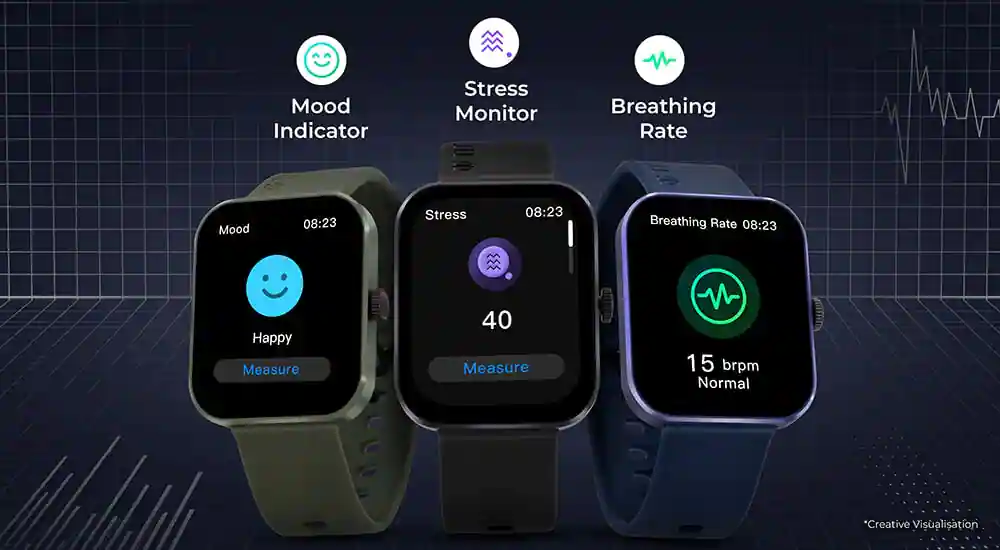 Mood
Indicator
Stress
Monitor
Breathing
Rate
Mood 08:23
Happy
Measure
Stress 08:23
40
Measure
Breathing Rate 08:23
15 brpm
Normal
*Creative Visualisation